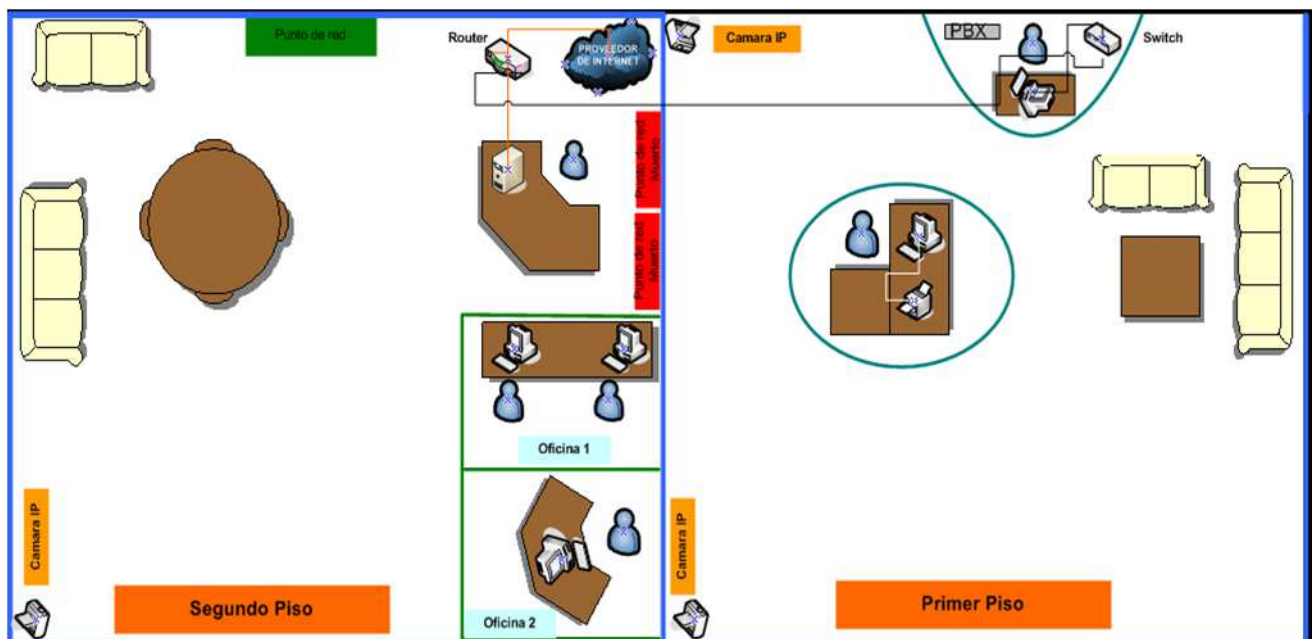 Punto de red
Router
PROVEEDOR
DE INTERNET
Camara IP
PBX
Switch
Punto de red
Muerto
Punto de red
Muerto
Oficina 1
Camara IP
Camara IP
Segundo Piso
Oficina 2
Primer Piso